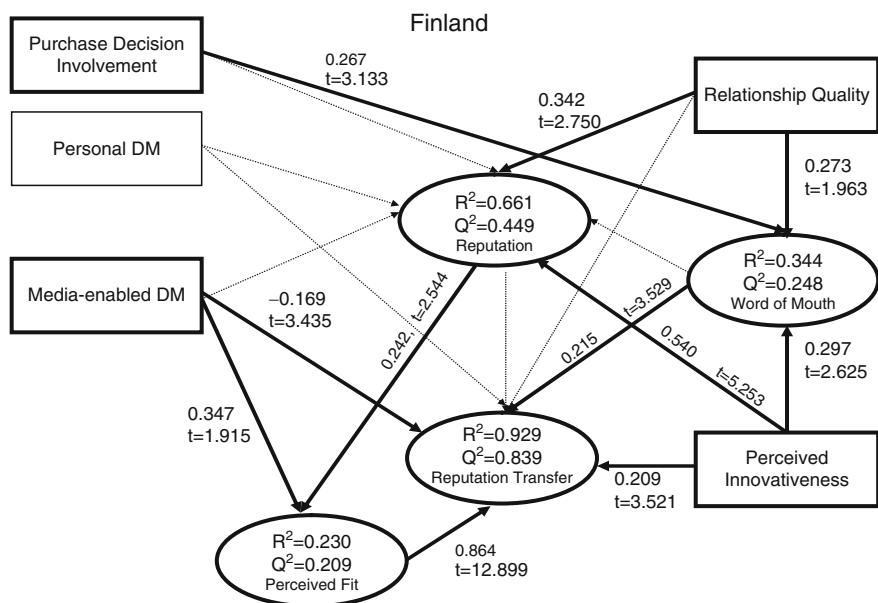 Finland
Purchase Decision
Involvement
0.267
t=3.133
0.342
t=2.750
Relationship Quality
Personal DM
0.273
t=1.963
R²=0.661
Q²=0.449
Reputation
R²=0.344
Q²=0.248
Word of Mouth
Media-enabled DM
−0.169
t=3.435
0.242, t=2.544
t=3.529
0.215
0.540
t=5.253
0.297
t=2.625
0.347
t=1.915
R²=0.929
Q²=0.839
Reputation Transfer
0.209
t=3.521
Perceived
Innovativeness
R²=0.230
Q²=0.209
Perceived Fit
0.864
t=12.899